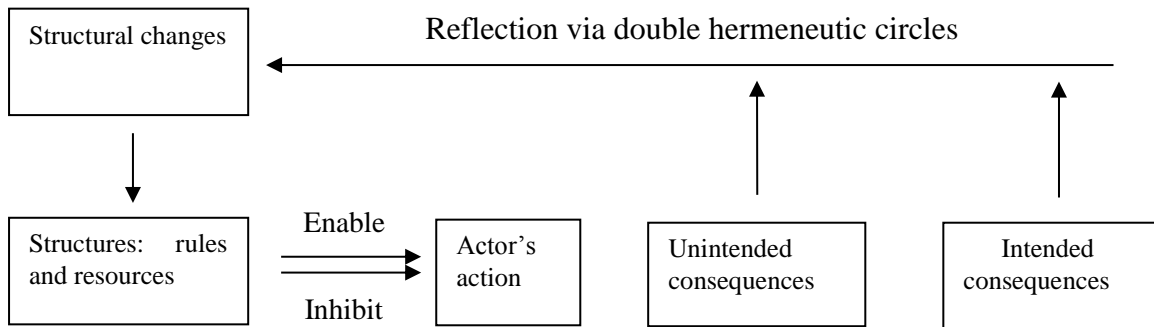 Structural changes
Reflection via double hermeneutic circles
Structures: rules
and resources
Enable
Inhibit
Actor’s
action
Unintended
consequences
Intended
consequences